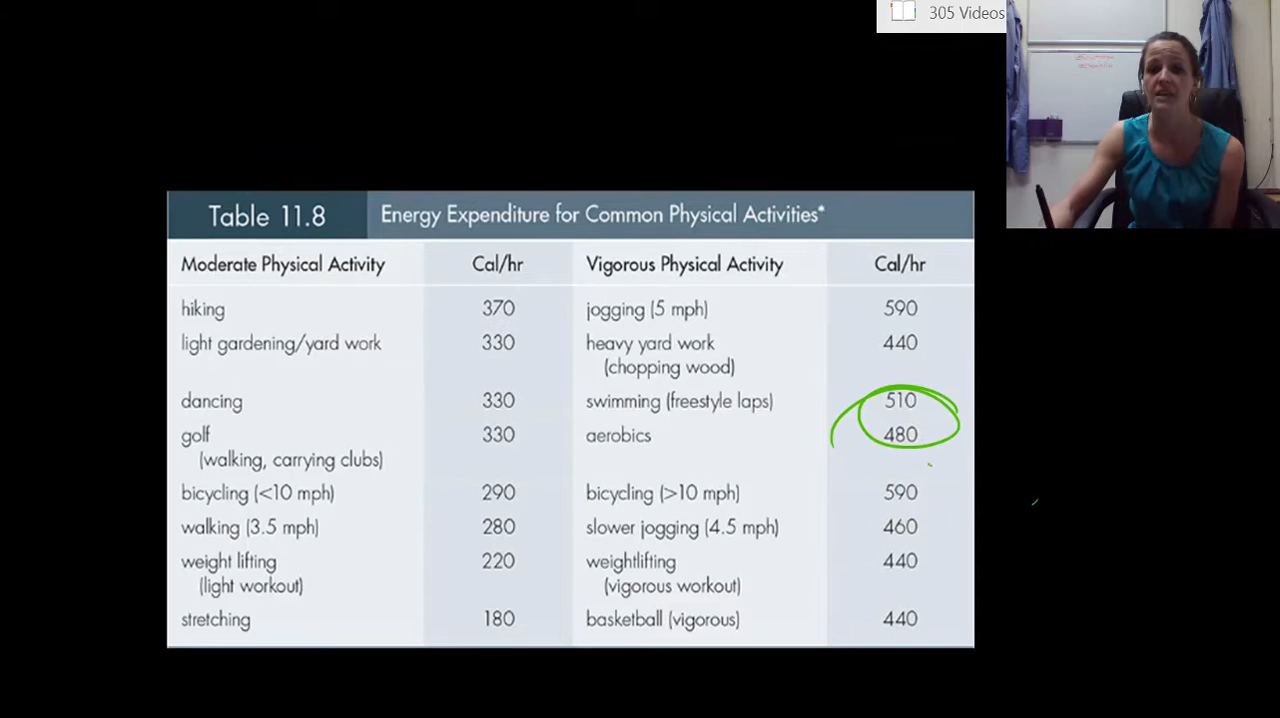 305 Videos
Table 11.8 Energy Expenditure for Common Physical Activities*
Moderate Physical Activity Cal/hr Vigorous Physical Activity Cal/hr
hiking 370 jogging (5 mph) 590
light gardening/yard work 330 heavy yard work 440
(chopping wood)
dancing 330 swimming (freestyle laps) 510
golf 330 aerobics 480
(walking, carrying clubs)
bicycling (<10 mph) 290 bicycling (>10 mph) 590
walking (3.5 mph) 280 slower jogging (4.5 mph) 460
weight lifting 220 weightlifting 440
(light workout) (vigorous workout)
stretching 180 basketball (vigorous) 440